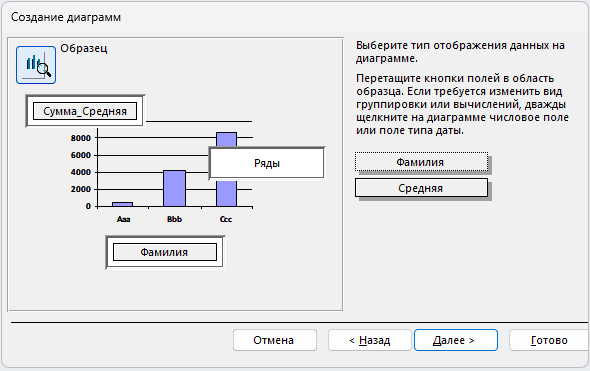 Создание диаграмм
Образец
Сумма_Средняя
8000
6000
4000
2000
0
Ряды
Aaa Bbb Ccc
Фамилия
Выберите тип отображения данных на
диаграмме.
Перетащите кнопки полей в область
образца. Если требуется изменить вид
группировки или вычислений, дважды
щелкните на диаграмме числовое поле
или поле типа даты.
Фамилия
Средняя
Отмена
< Назад
Далее >
Готово